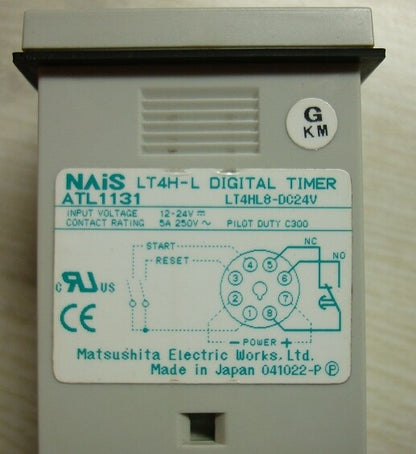 G
KM
NAiS LT4H-L DIGITAL TIMER
ATL1131 LT4HL8-DC24V
INPUT VOLTAGE 12-24V ⎓
CONTACT RATING 5A 250V ~ PILOT DUTY C300
START
RESET
NC
NO
4 5
3 6
2 7
1 8
− POWER +
C RU US
CE
Matsushita Electric Works, Ltd.
Made in Japan 041022-P Ⓟ